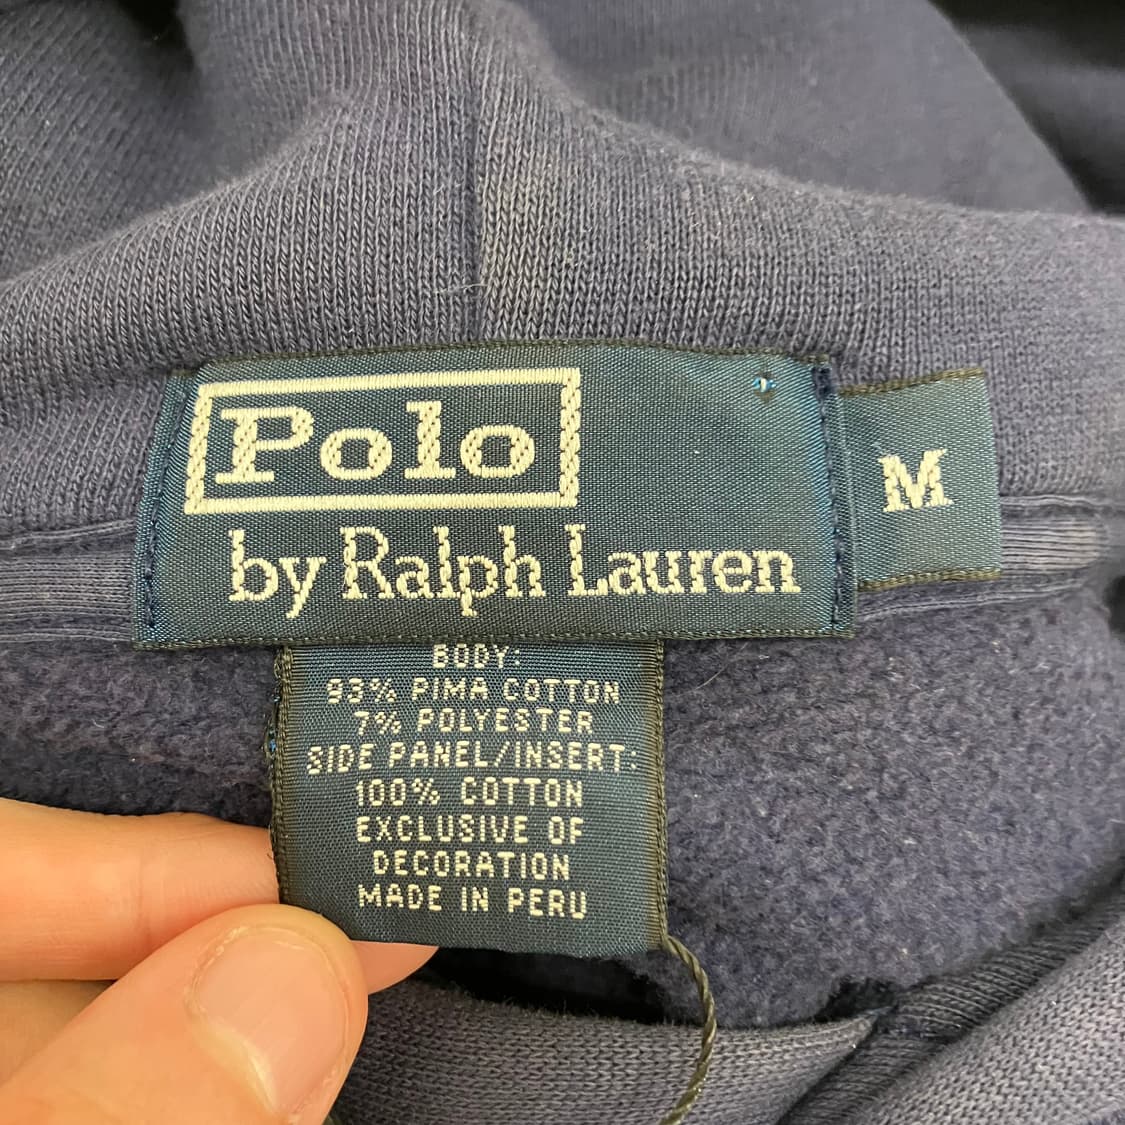 Polo
by Ralph Lauren
M
BODY:
93% PIMA COTTON
7% POLYESTER
SIDE PANEL/INSERT:
100% COTTON
EXCLUSIVE OF
DECORATION
MADE IN PERU